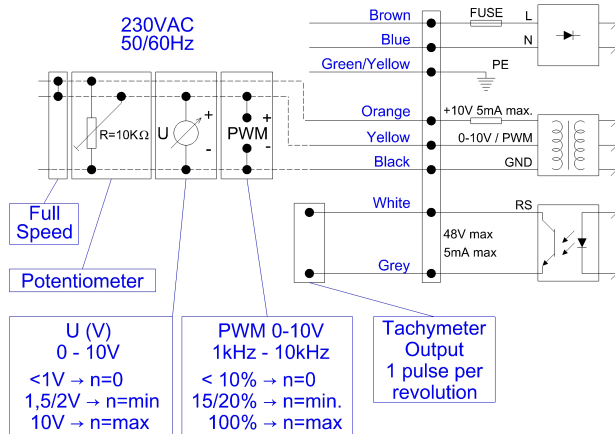 230VAC
50/60Hz
Brown
FUSE
L
Blue
N
Green/Yellow
PE
Orange
+10V 5mA max.
Yellow
0-10V / PWM
Black
GND
R=10KΩ
U
+
-
PWM
+
-
White
RS
48V max
5mA max
Grey
Full
Speed
Potentiometer
U (V)
0 - 10V
<1V → n=0
1,5/2V → n=min
10V → n=max
PWM 0-10V
1kHz - 10kHz
< 10% → n=0
15/20% → n=min.
100% → n=max
Tachymeter
Output
1 pulse per
revolution